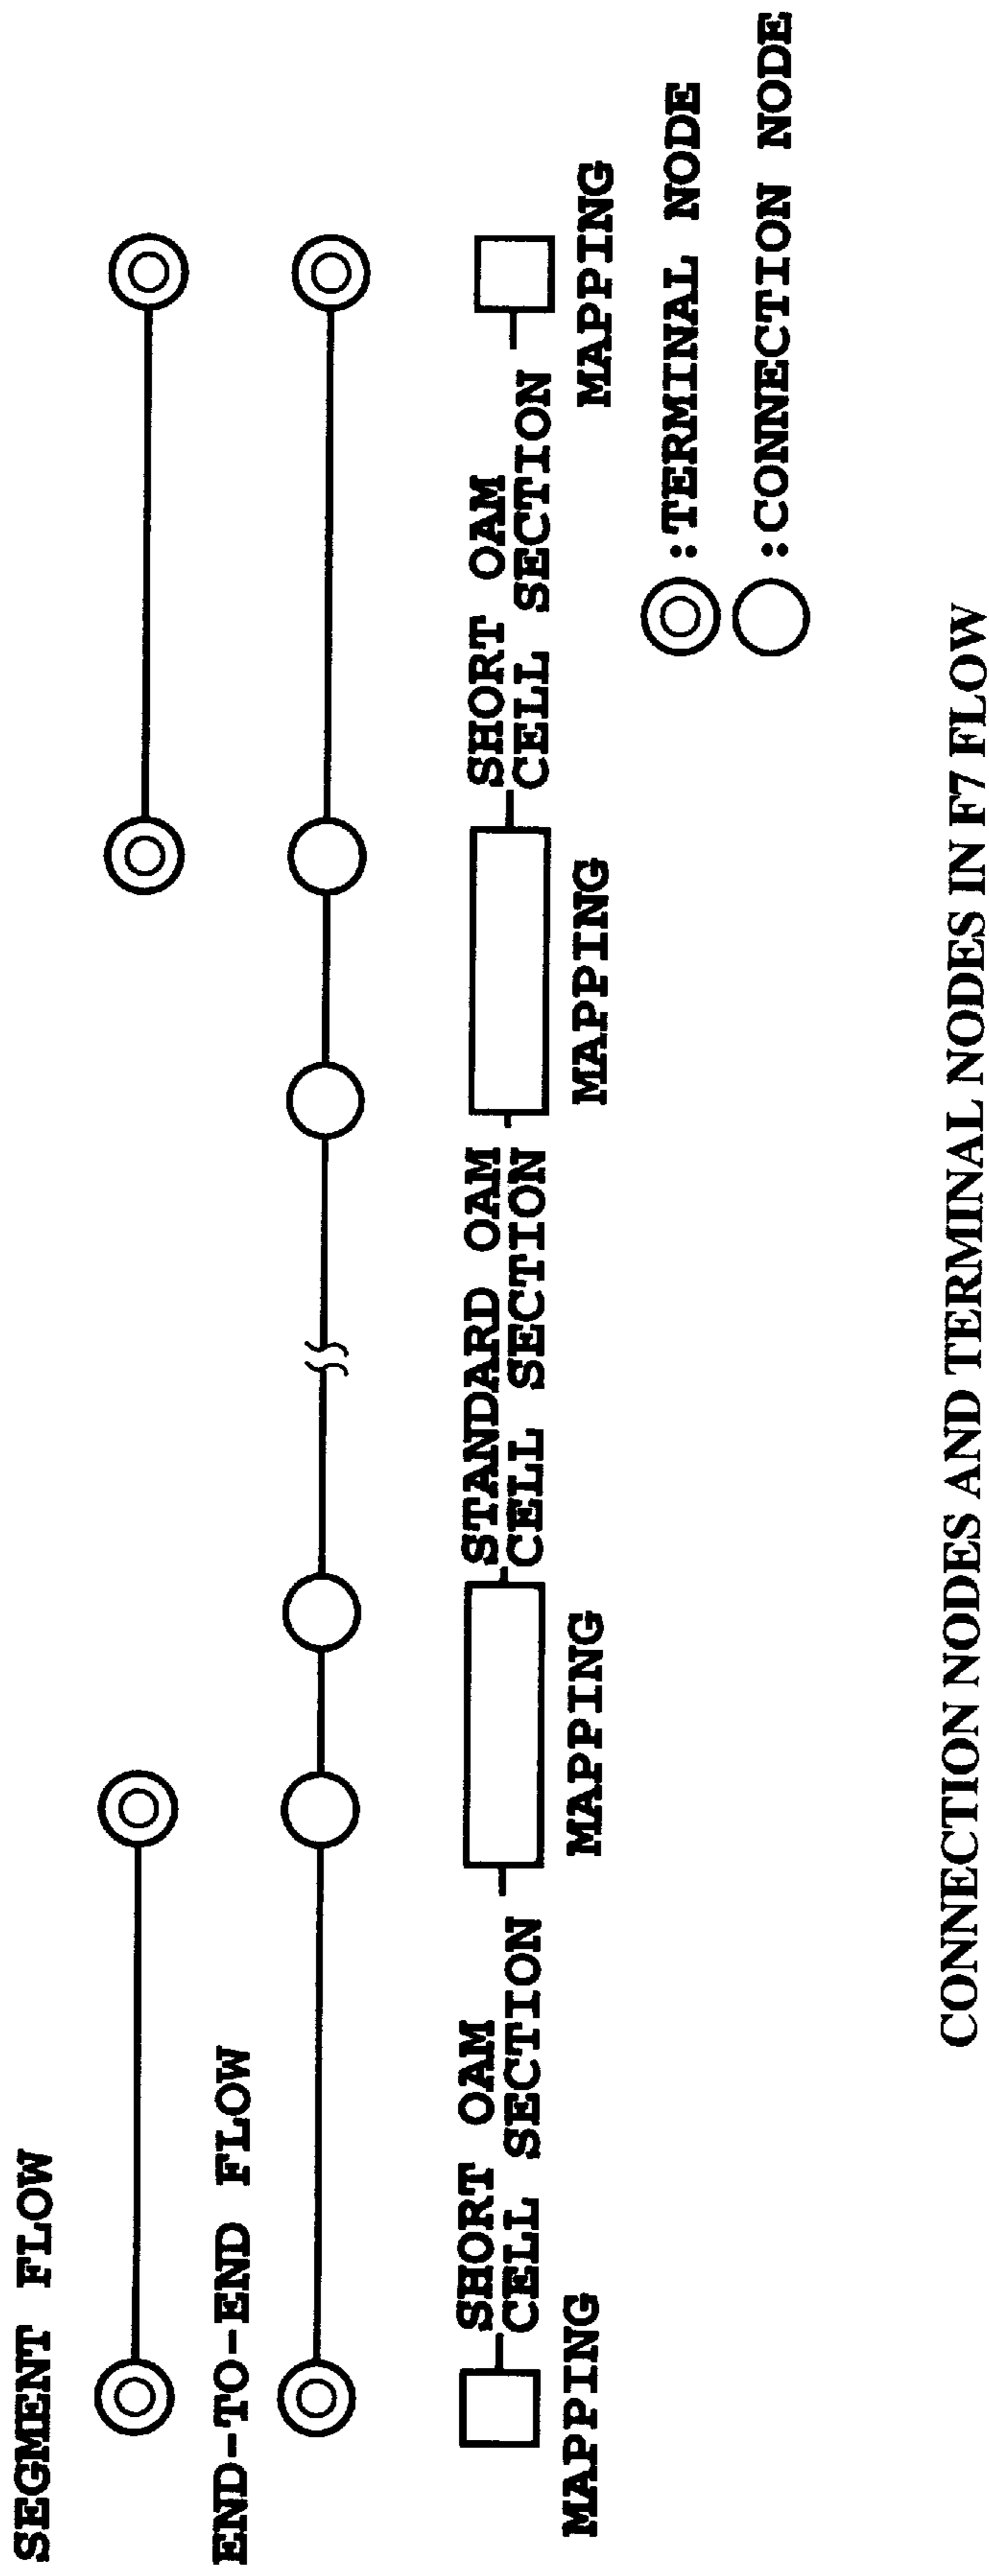 SEGMENT FLOW
END-TO-END FLOW
SHORT OAM
CELL SECTION
STANDARD OAM
CELL SECTION
SHORT OAM
CELL SECTION
MAPPING
MAPPING
MAPPING
MAPPING
:TERMINAL NODE
:CONNECTION NODE
CONNECTION NODES AND TERMINAL NODES IN F7 FLOW